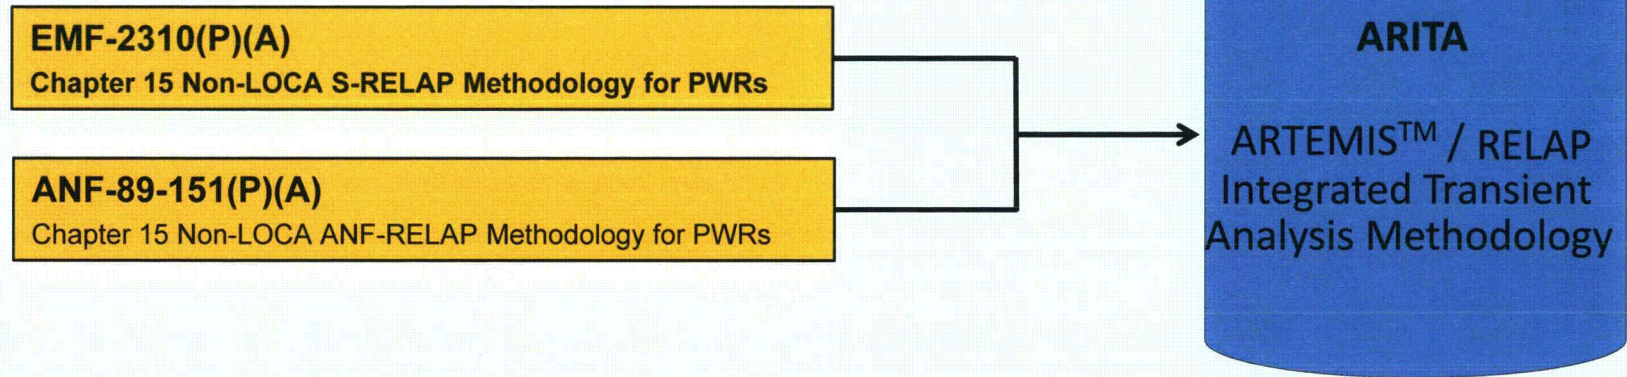 EMF-2310(P)(A)
Chapter 15 Non-LOCA S-RELAP Methodology for PWRs
ANF-89-151(P)(A)
Chapter 15 Non-LOCA ANF-RELAP Methodology for PWRs
ARITA
ARTEMIS™ / RELAP
Integrated Transient
Analysis Methodology